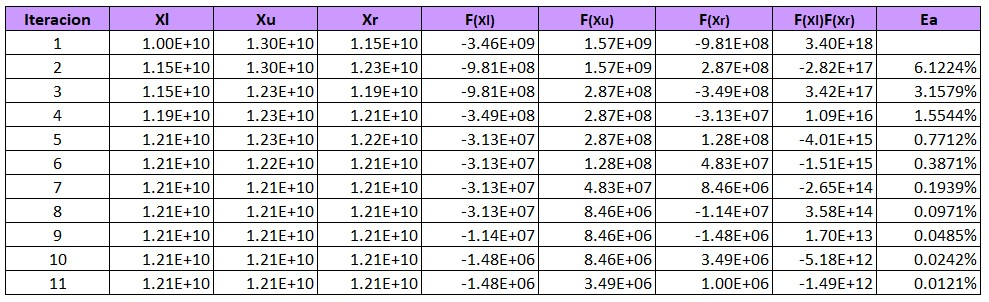 Iteracion Xl Xu Xr F(Xl) F(Xu) F(Xr) F(Xl)F(Xr) Ea
1 1.00E+10 1.30E+10 1.15E+10 -3.46E+09 1.57E+09 -9.81E+08 3.40E+18
2 1.15E+10 1.30E+10 1.23E+10 -9.81E+08 1.57E+09 2.87E+08 -2.82E+17 6.1224%
3 1.15E+10 1.23E+10 1.19E+10 -9.81E+08 2.87E+08 -3.49E+08 3.42E+17 3.1579%
4 1.19E+10 1.23E+10 1.21E+10 -3.49E+08 2.87E+08 -3.13E+07 1.09E+16 1.5544%
5 1.21E+10 1.23E+10 1.22E+10 -3.13E+07 2.87E+08 1.28E+08 -4.01E+15 0.7712%
6 1.21E+10 1.22E+10 1.21E+10 -3.13E+07 1.28E+08 4.83E+07 -1.51E+15 0.3871%
7 1.21E+10 1.21E+10 1.21E+10 -3.13E+07 4.83E+07 8.46E+06 -2.65E+14 0.1939%
8 1.21E+10 1.21E+10 1.21E+10 -3.13E+07 8.46E+06 -1.14E+07 3.58E+14 0.0971%
9 1.21E+10 1.21E+10 1.21E+10 -1.14E+07 8.46E+06 -1.48E+06 1.70E+13 0.0485%
10 1.21E+10 1.21E+10 1.21E+10 -1.48E+06 8.46E+06 3.49E+06 -5.18E+12 0.0242%
11 1.21E+10 1.21E+10 1.21E+10 -1.48E+06 3.49E+06 1.00E+06 -1.49E+12 0.0121%